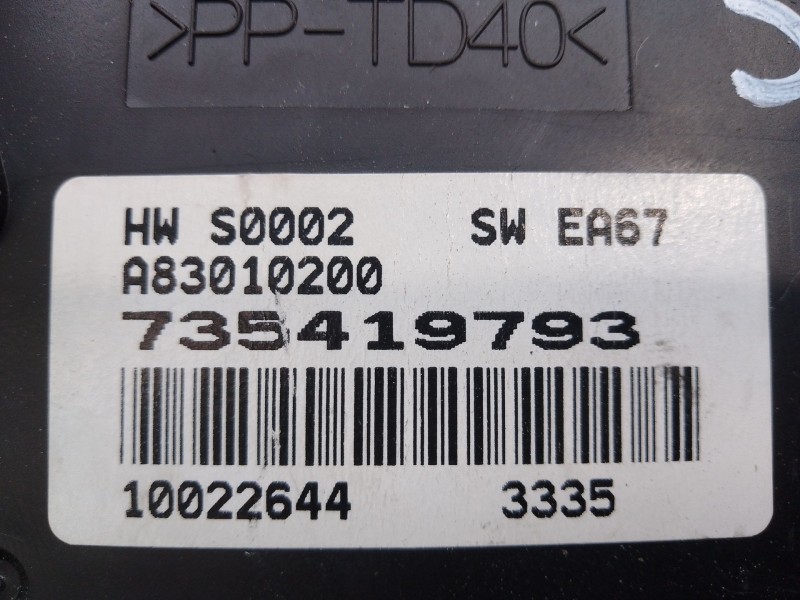 >PP-TD40<
HW S0002 SW EA67
A83010200
735419793
10022644 3335